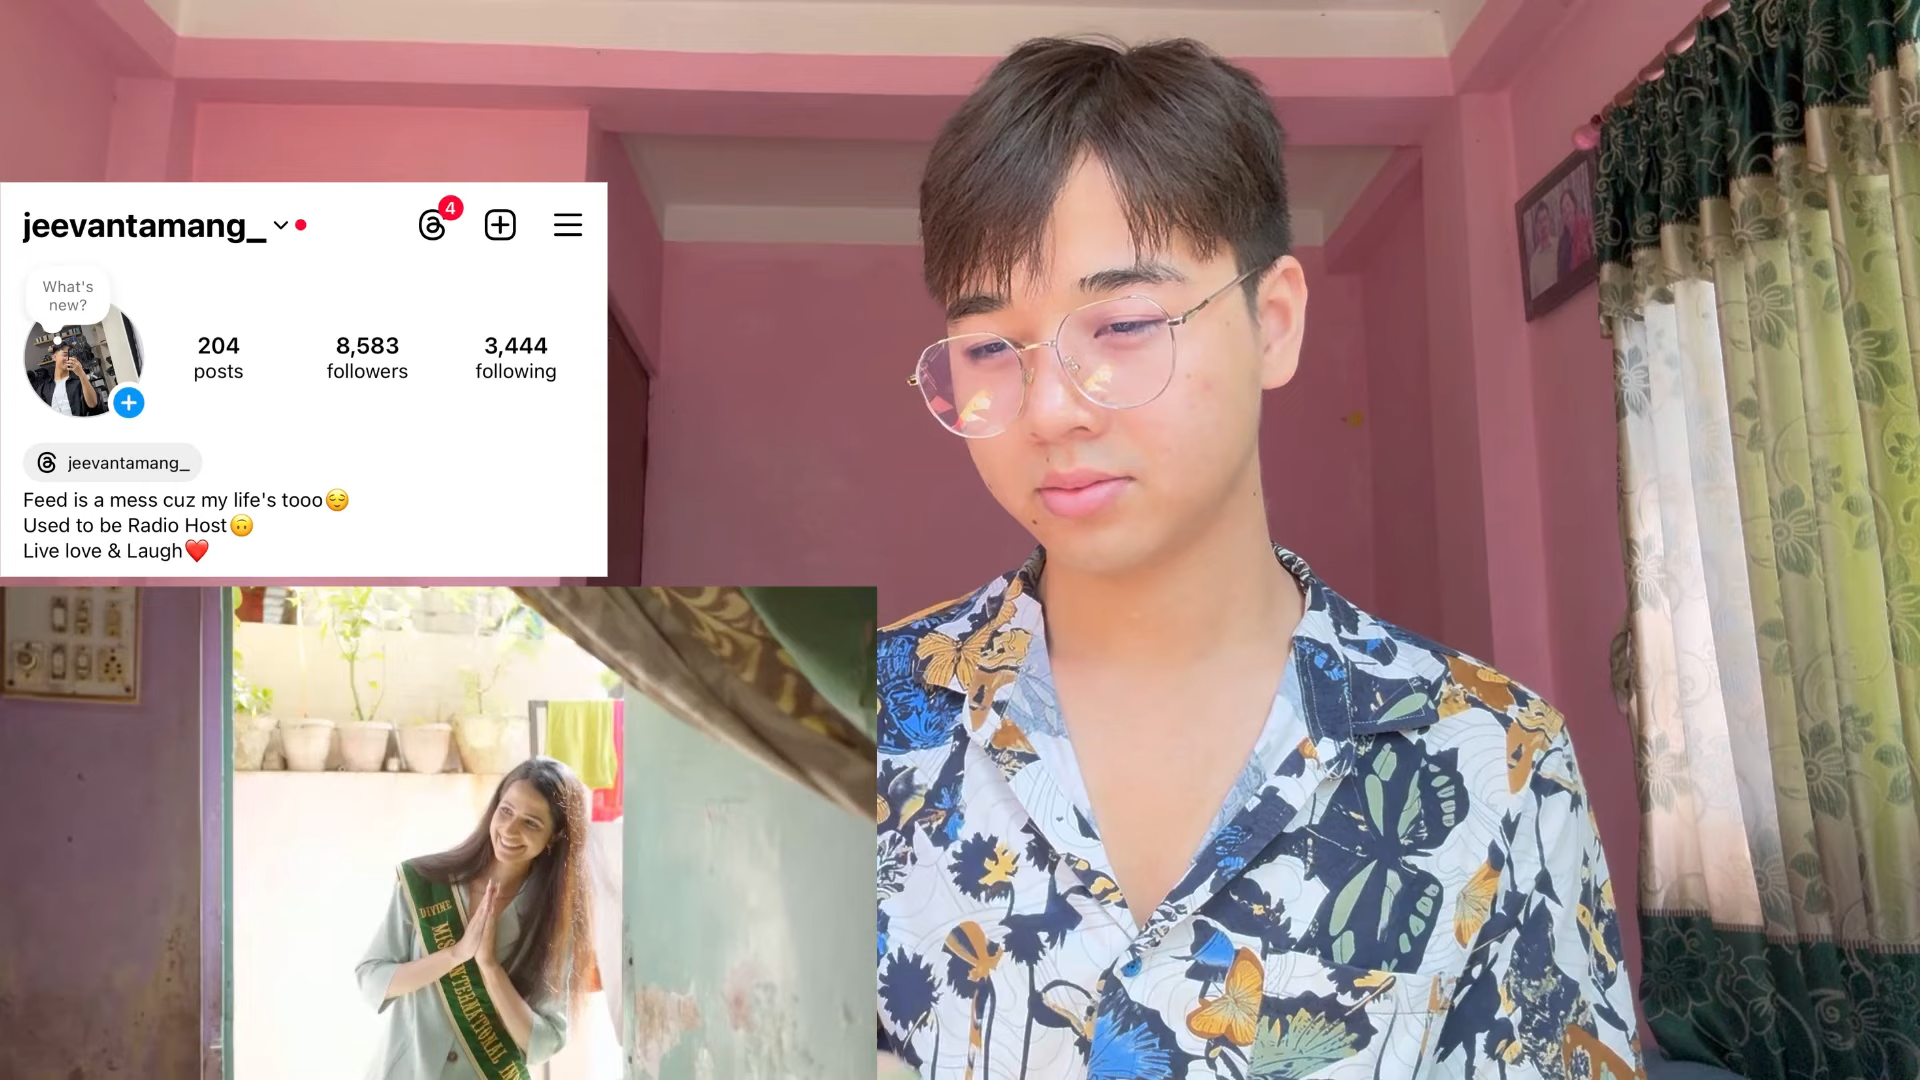 jeevantamang_
4
What's
new?
204
posts
8,583
followers
3,444
following
jeevantamang_
Feed is a mess cuz my life's tooo😌
Used to be Radio Host🙃
Live love & Laugh❤️
DIVINE
MISS INTERNATIONAL IN